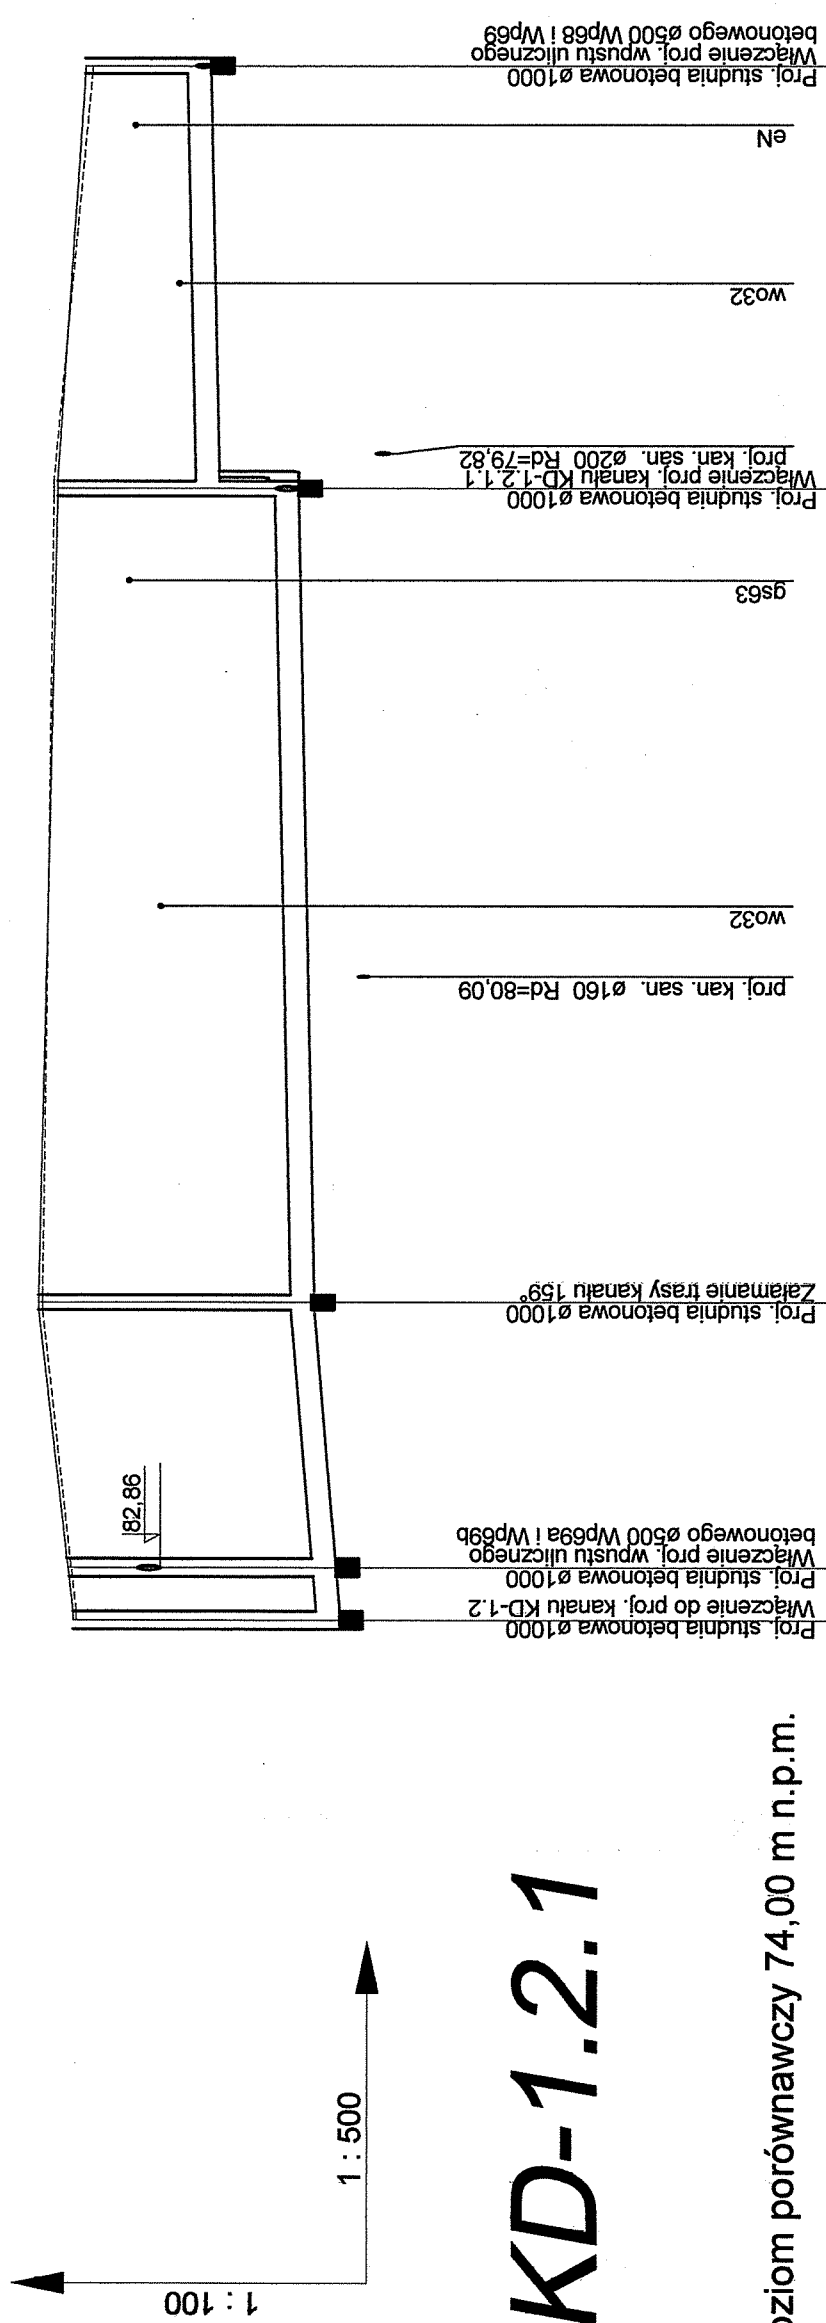 1 : 100
1 : 500
KD-1.2.1
oziom porównawczy 74,00 m n.p.m.
Proj. studnia betonowa ø1000
Włączenie do proj. kanału KD-1.2
Proj. studnia betonowa ø1000
Włączenie proj. wpustu ulicznego
betonowego ø500 Wp69a i Wp69b
82,86
Proj. studnia betonowa ø1000
Załamanie trasy kanału 159°
proj. kan. san. ø160 Rd=80,09
wo32
gs63
Proj. studnia betonowa ø1000
Włączenie proj. kanału KD-1.2.1.1
proj. kan. san. ø200 Rd=79,82
wo32
eN
Proj. studnia betonowa ø1000
Włączenie proj. wpustu ulicznego
betonowego ø500 Wp68 i Wp69